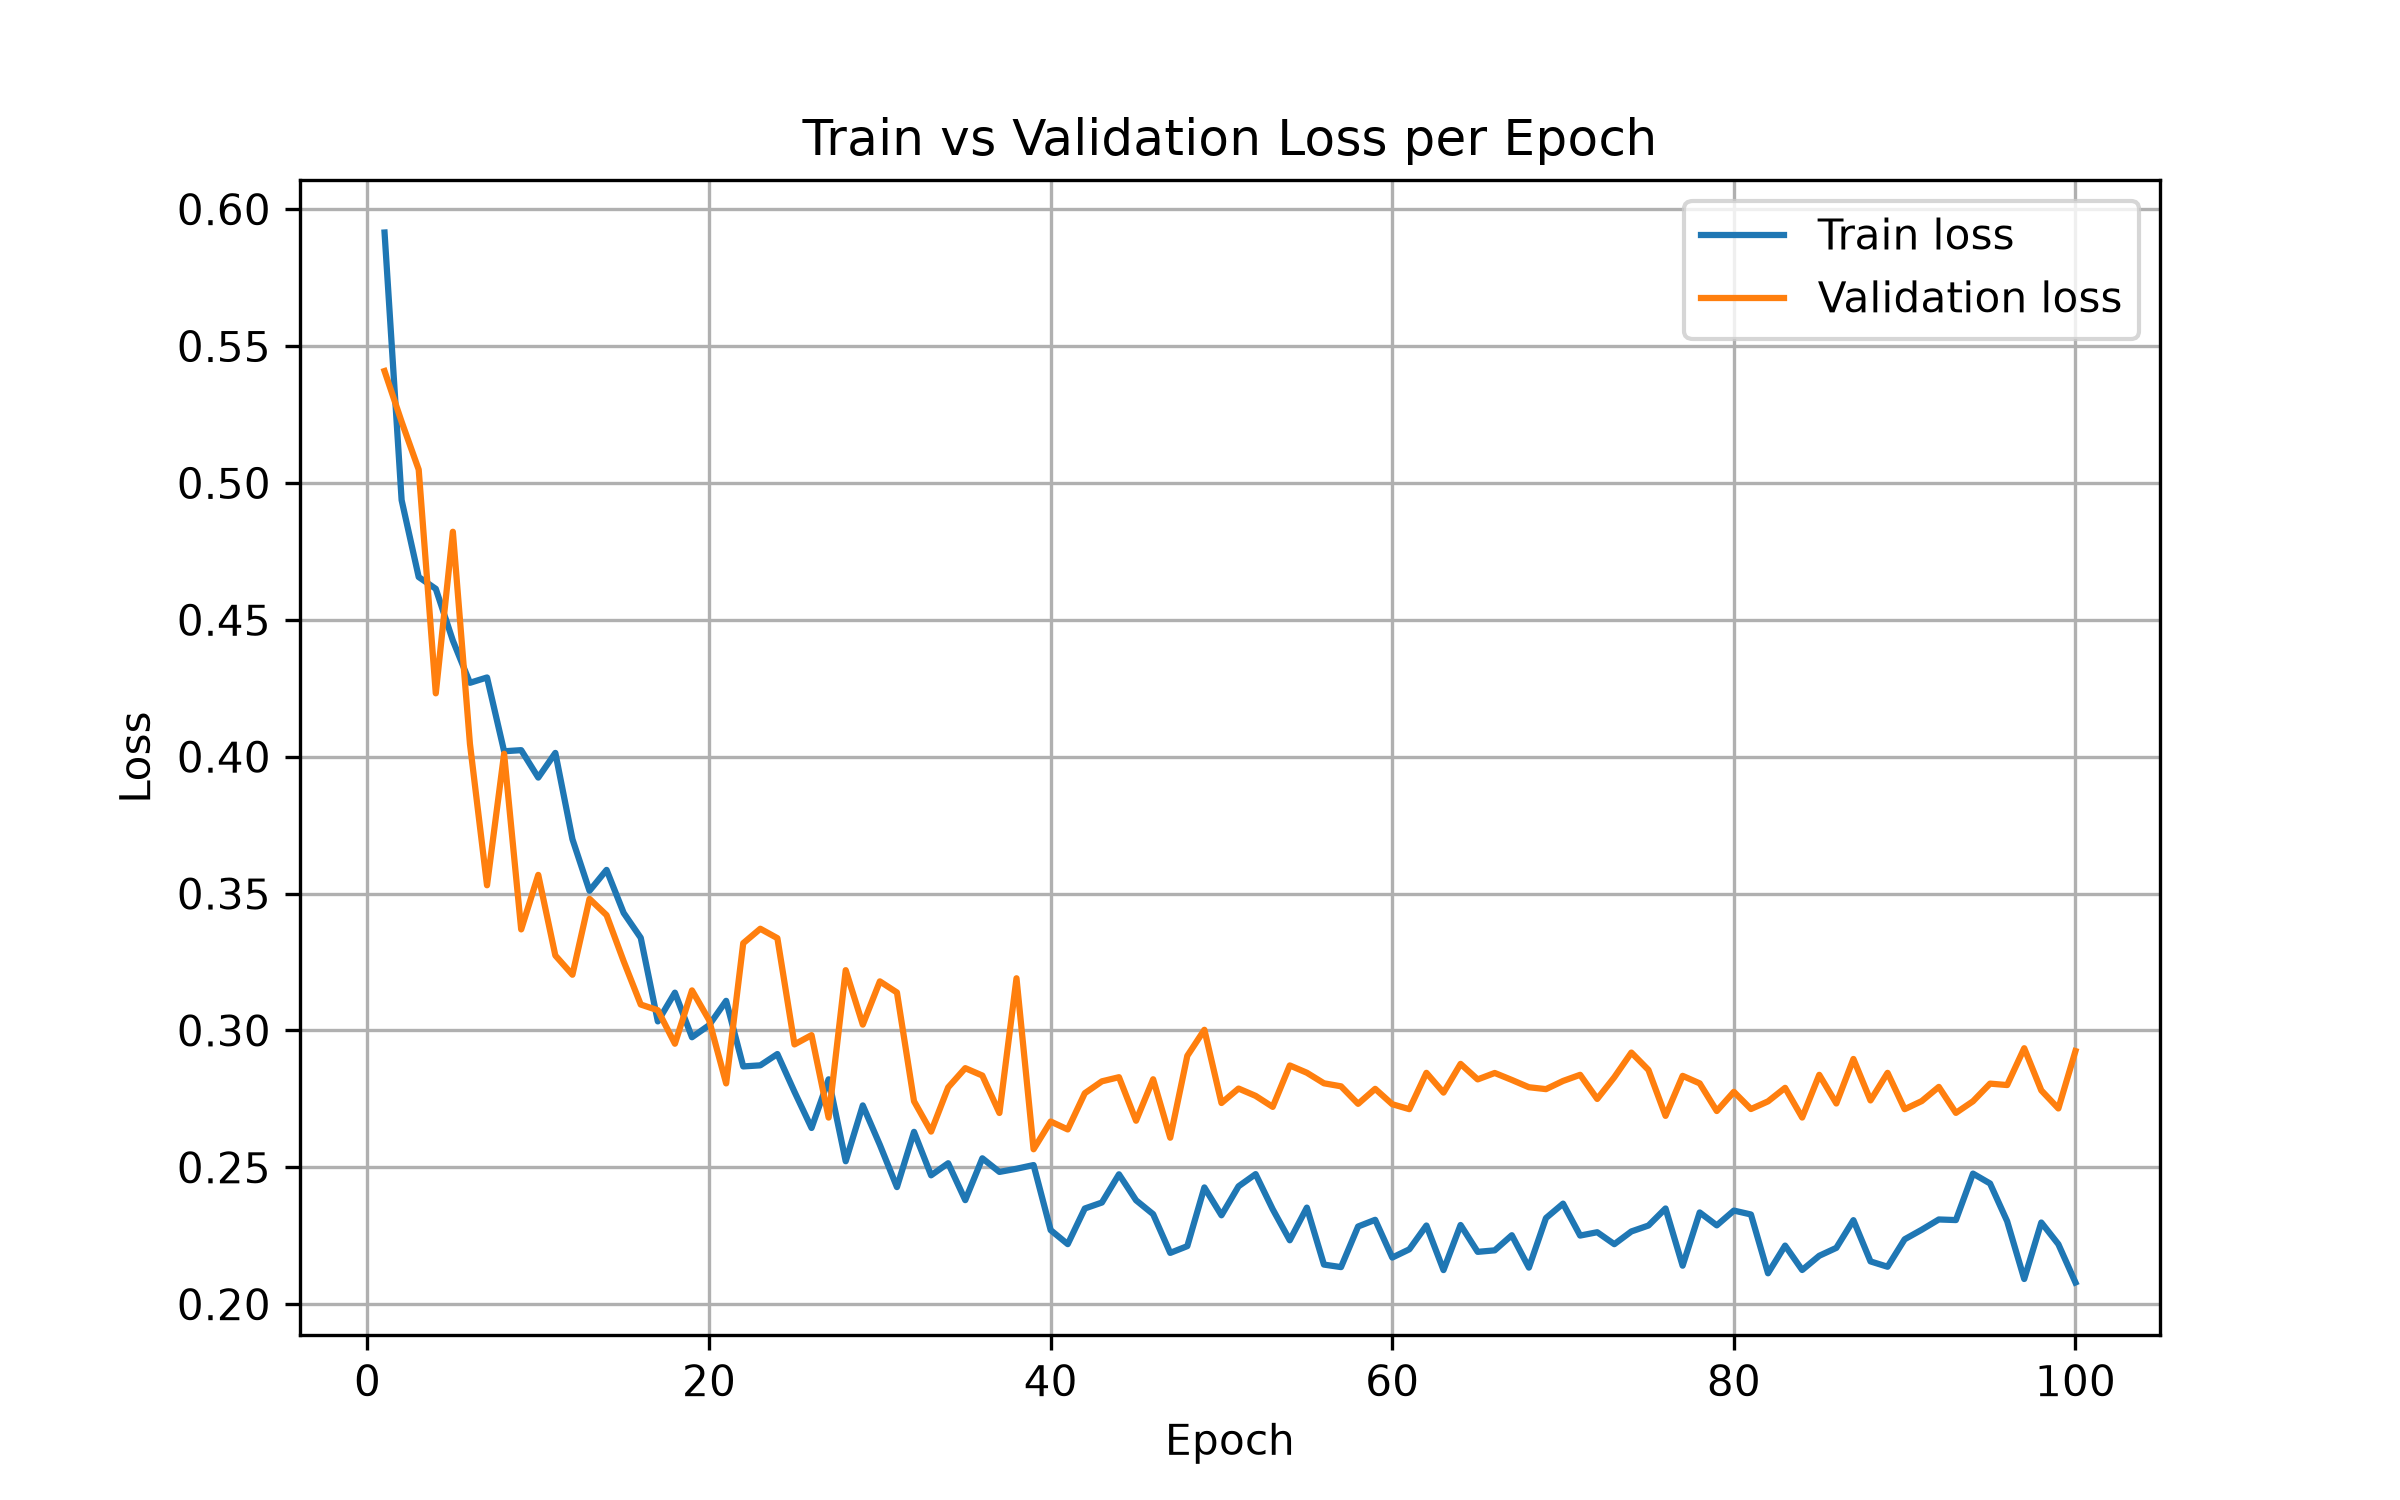 Train vs Validation Loss per Epoch
Train loss
Validation loss
0.60
0.55
0.50
0.45
0.40
0.35
0.30
0.25
0.20
Loss
0 20 40 60 80 100
Epoch